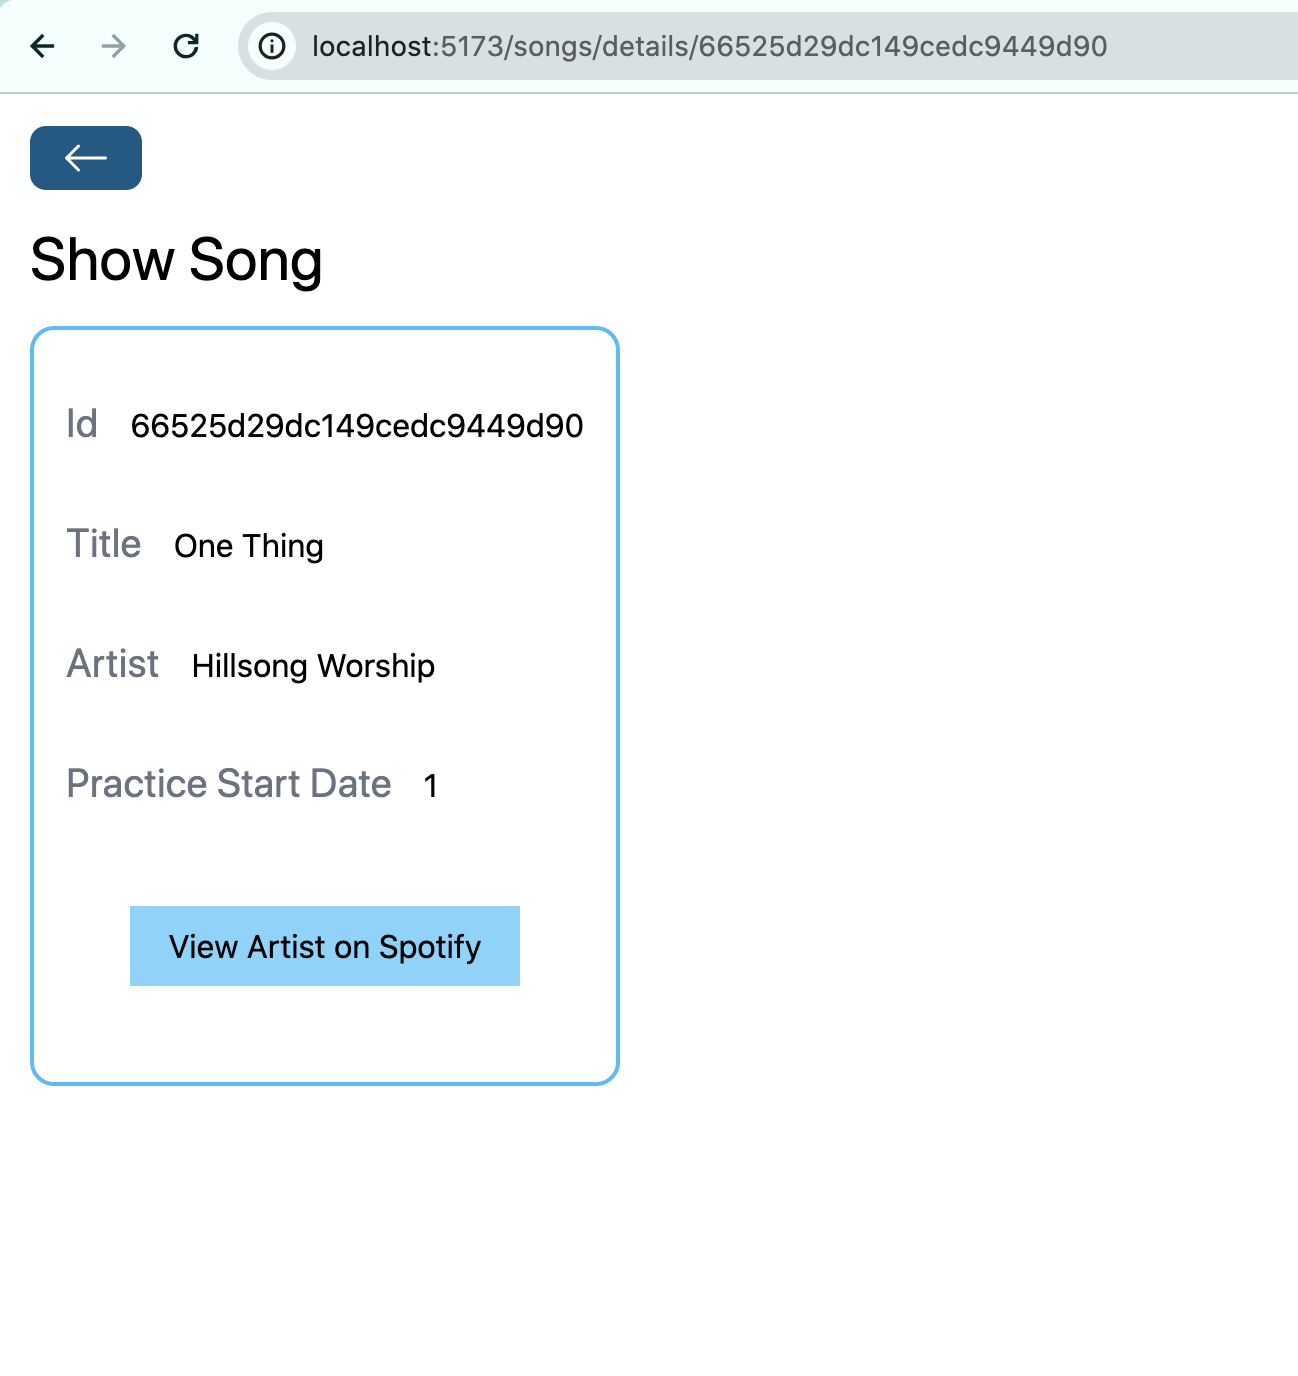 localhost:5173/songs/details/66525d29dc149cedc9449d90
Show Song
Id 66525d29dc149cedc9449d90
Title One Thing
Artist Hillsong Worship
Practice Start Date 1
View Artist on Spotify